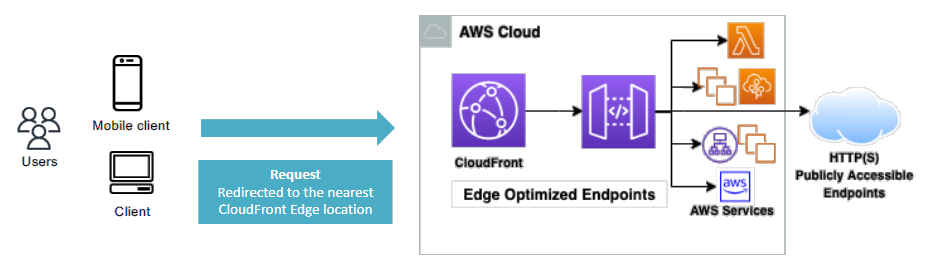 Users
Mobile client
Client
Request
Redirected to the nearest
CloudFront Edge location
AWS Cloud
CloudFront
</>
Edge Optimized Endpoints
aws
AWS Services
HTTP(S)
Publicly Accessible
Endpoints